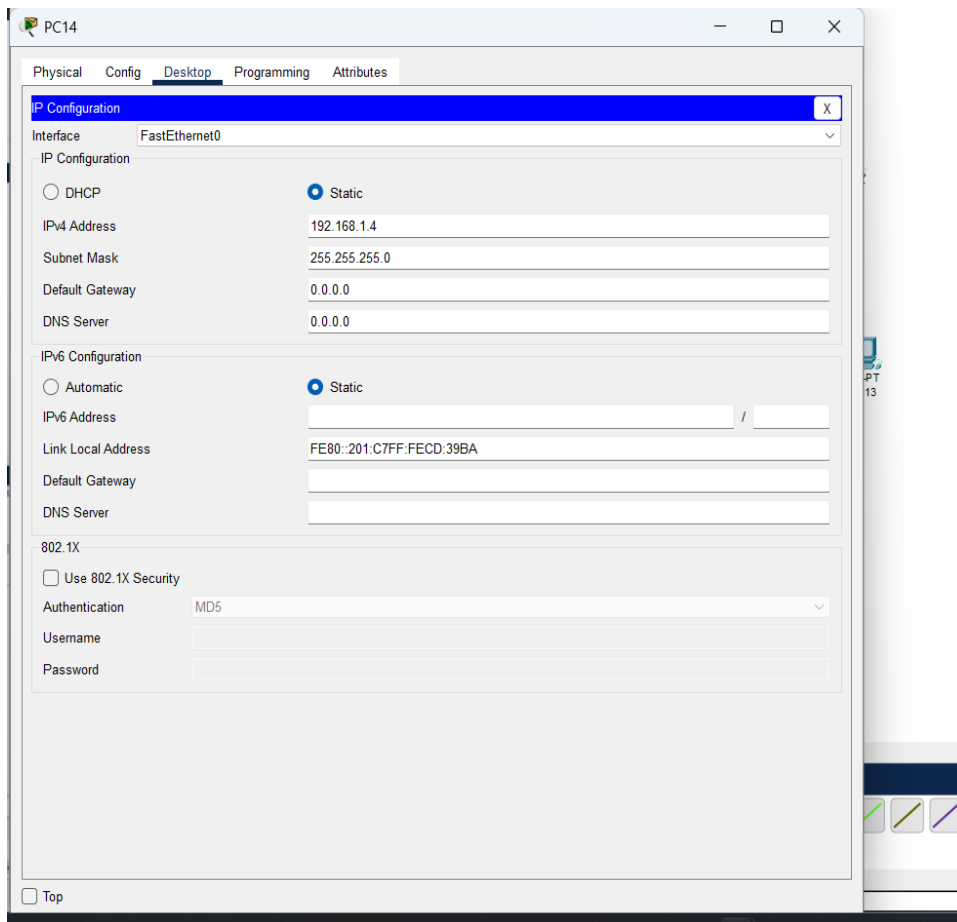 PC14
Physical Config Desktop Programming Attributes
IP Configuration X
Interface FastEthernet0
IP Configuration
DHCP Static
IPv4 Address 192.168.1.4
Subnet Mask 255.255.255.0
Default Gateway 0.0.0.0
DNS Server 0.0.0.0
IPv6 Configuration
Automatic Static
IPv6 Address /
Link Local Address FE80::201:C7FF:FECD:39BA
Default Gateway
DNS Server
802.1X
Use 802.1X Security
Authentication MD5
Username
Password
Top
-PT
13